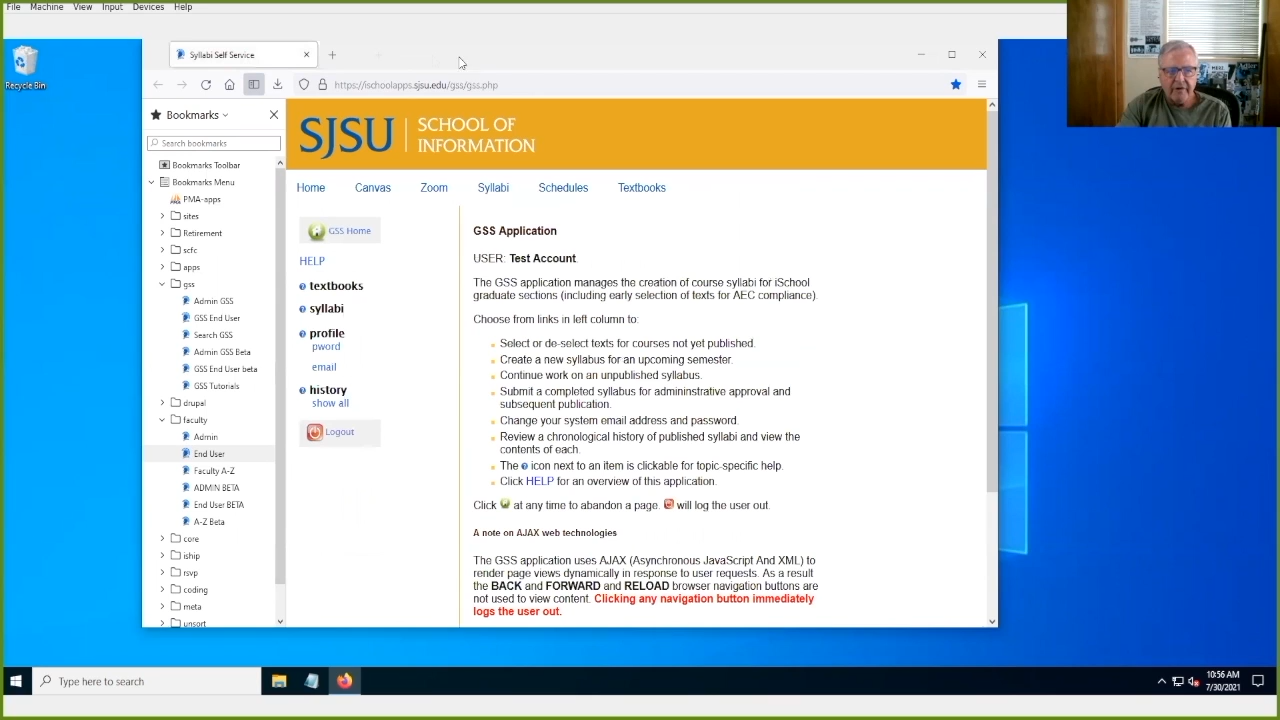 File Machine View Input Devices Help
Recycle Bin
Syllabi Self Service
https://ischoolapps.sjsu.edu/gss/gss.php
Bookmarks
Search bookmarks
Bookmarks Toolbar
Bookmarks Menu
PMA-apps
sites
Retirement
scfc
apps
gss
Admin GSS
GSS End User
Search GSS
Admin GSS Beta
GSS End User beta
GSS Tutorials
drupal
faculty
Admin
End User
Faculty A-Z
ADMIN BETA
End User BETA
A-Z Beta
core
iship
rsvp
coding
meta
unsort
SJSU SCHOOL OF
INFORMATION
Home Canvas Zoom Syllabi Schedules Textbooks
GSS Home
HELP
textbooks
syllabi
profile
pword
email
history
show all
Logout
GSS Application
USER: Test Account
The GSS application manages the creation of course syllabi for iSchool
graduate sections (including early selection of texts for AEC compliance).
Choose from links in left column to:
Select or de-select texts for courses not yet published.
Create a new syllabus for an upcoming semester.
Continue work on an unpublished syllabus.
Submit a completed syllabus for admininstrative approval and
subsequent publication.
Change your system email address and password.
Review a chronological history of published syllabi and view the
contents of each.
The ? icon next to an item is clickable for topic-specific help.
Click HELP for an overview of this application.
Click at any time to abandon a page. will log the user out.
A note on AJAX web technologies
The GSS application uses AJAX (Asynchronous JavaScript And XML) to
render page views dynamically in response to user requests. As a result
the BACK and FORWARD and RELOAD browser navigation buttons are
not used to view content. Clicking any navigation button immediately
logs the user out.
Adler
Type here to search
10:56 AM
7/30/2021